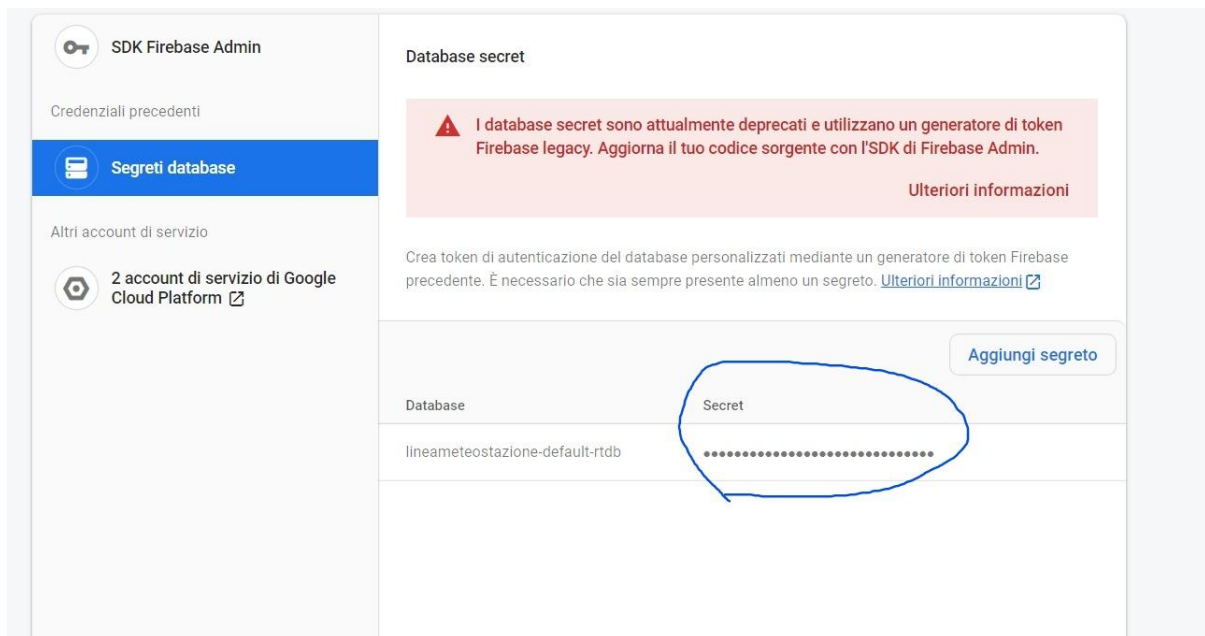 SDK Firebase Admin
Credenziali precedenti
Segreti database
Altri account di servizio
2 account di servizio di Google
Cloud Platform
Database secret
I database secret sono attualmente deprecati e utilizzano un generatore di token
Firebase legacy. Aggiorna il tuo codice sorgente con l'SDK di Firebase Admin.
Ulteriori informazioni
Crea token di autenticazione del database personalizzati mediante un generatore di token Firebase
precedente. È necessario che sia sempre presente almeno un segreto. Ulteriori informazioni
Aggiungi segreto
Database Secret
lineameteostazione-default-rtdb ••••••••••••••••••••••••••••••